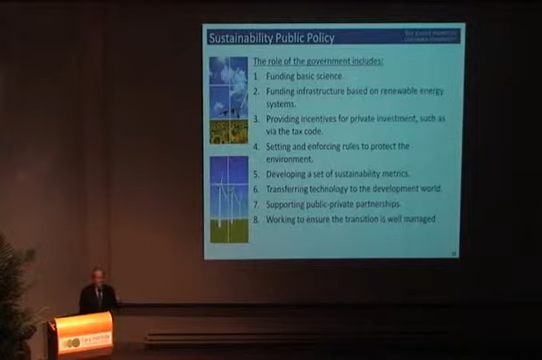 Sustainability Public Policy
The role of the government includes:
1. Funding basic science.
2. Funding infrastructure based on renewable energy
systems.
3. Providing incentives for private investment, such as
via the tax code.
4. Setting and enforcing rules to protect the
environment.
5. Developing a set of sustainability metrics.
6. Transferring technology to the development world
7. Supporting public-private partnerships.
8. Working to ensure the transition is well managed